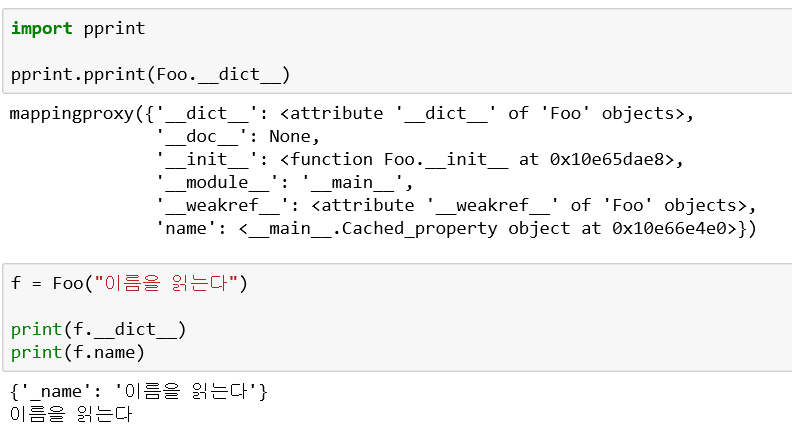 import pprint
pprint.pprint(Foo.__dict__)
mappingproxy({'__dict__': <attribute '__dict__' of 'Foo' objects>,
'__doc__': None,
'__init__': <function Foo.__init__ at 0x10e65dae8>,
'__module__': '__main__',
'__weakref__': <attribute '__weakref__' of 'Foo' objects>,
'name': <__main__.Cached_property object at 0x10e66e4e0>})
f = Foo("이름을 읽는다")
print(f.__dict__)
print(f.name)
{'_name': '이름을 읽는다'}
이름을 읽는다